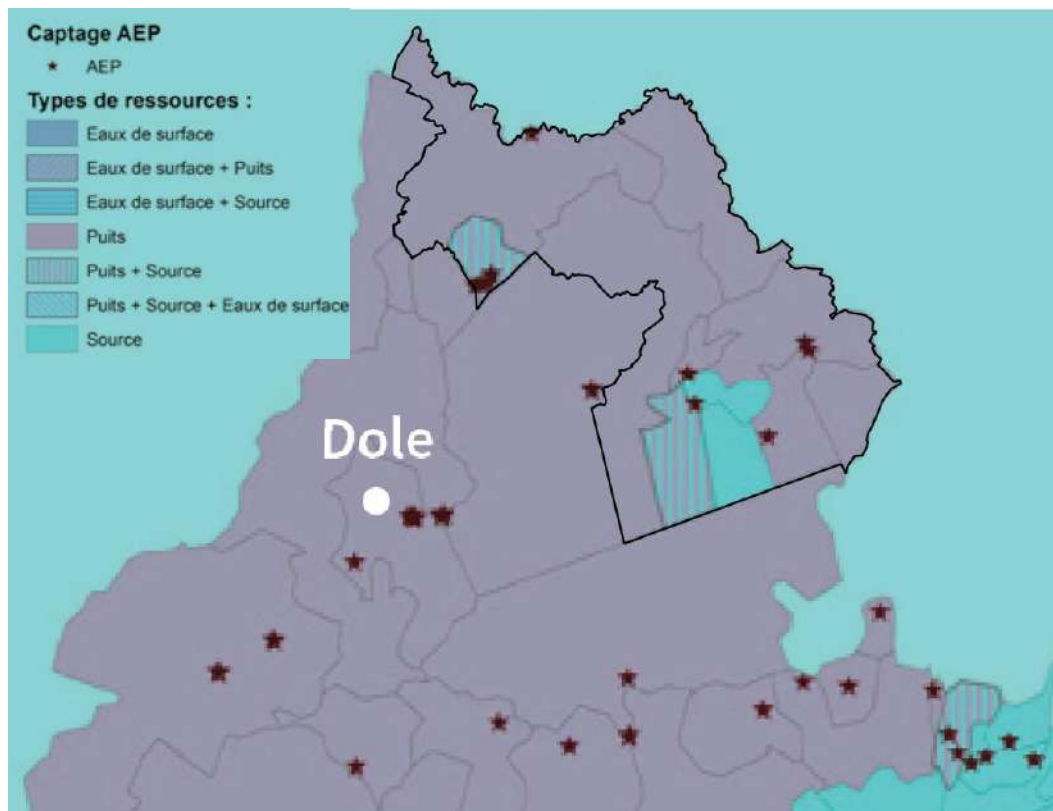 Captage AEP
AEP
Types de ressources :
Eaux de surface
Eaux de surface + Puits
Eaux de surface + Source
Puits
Puits + Source
Puits + Source + Eaux de surface
Source
Dole